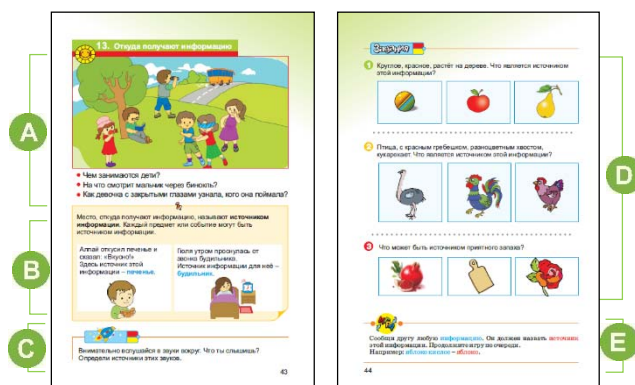 13. Откуда получают информацию
A
• Чем занимаются дети?
• На что смотрит мальчик через бинокль?
• Как девочка с закрытыми глазами узнала, кого она поймала?
B
Место, откуда получают информацию, называют источником
информации. Каждый предмет или событие могут быть
источником информации.
Алпай откусил печенье и
сказал: «Вкусно!»
Здесь источник этой
информации – печенье.
Гюля утром проснулась от
звонка будильника.
Источник информации для неё –
будильник.
C
Внимательно вслушайся в звуки вокруг. Что ты слышишь?
Определи источники этих звуков.
43
D
1 Круглое, красное, растёт на дереве. Что является источником
этой информации?
2 Птица, с красным гребешком, разноцветным хвостом,
кукарекает. Что является источником этой информации?
3 Что может быть источником приятного запаха?
E
Сообщи другу любую информацию. Он должен назвать источник
этой информации. Продолжите игру по очереди.
Например: яблоко кислое – яблоко.
44